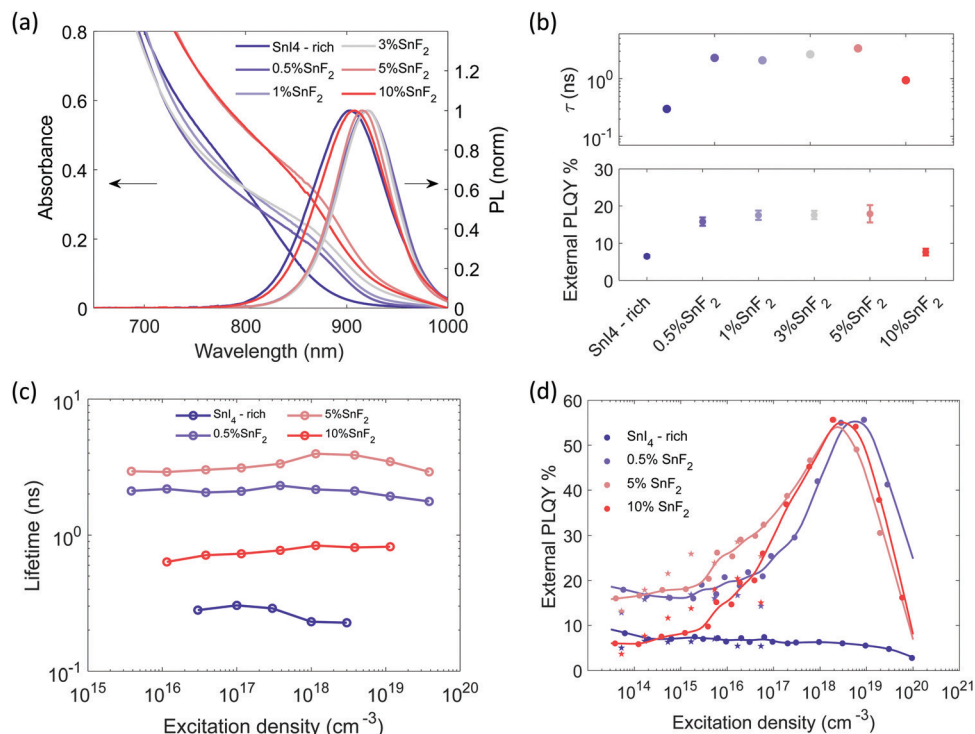 (a)
0.8
0.6
0.4
0.2
0
Absorbance
SnI4 - rich
0.5%SnF2
1%SnF2
3%SnF2
5%SnF2
10%SnF2
1.2
1
0.8
0.6
0.4
0.2
0
PL (norm)
700 800 900 1000
Wavelength (nm)
(b)
10^0
10^-1
τ (ns)
30
20
10
0
External PLQY %
SnI4 - rich
0.5%SnF2
1%SnF2
3%SnF2
5%SnF2
10%SnF2
(c)
10^1
10^0
10^-1
Lifetime (ns)
SnI4 - rich
0.5%SnF2
5%SnF2
10%SnF2
10^15 10^16 10^17 10^18 10^19 10^20
Excitation density (cm^-3)
(d)
60
50
40
30
20
10
0
External PLQY %
SnI4 - rich
0.5% SnF2
5% SnF2
10% SnF2
10^14 10^15 10^16 10^17 10^18 10^19 10^20 10^21
Excitation density (cm^-3)